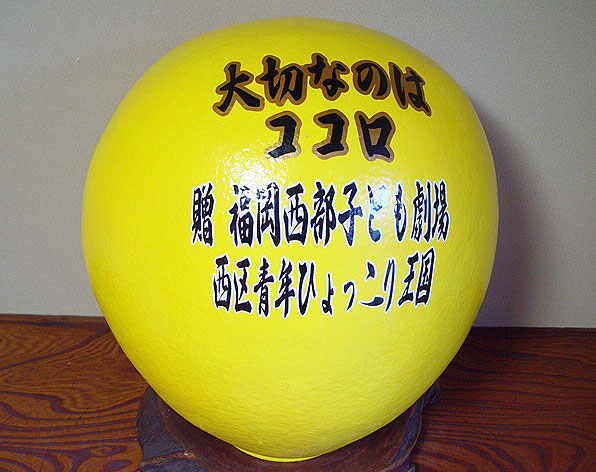 大切なのは
ココロ
贈 福岡西部子ども劇場
西区青年ひょっこり王国